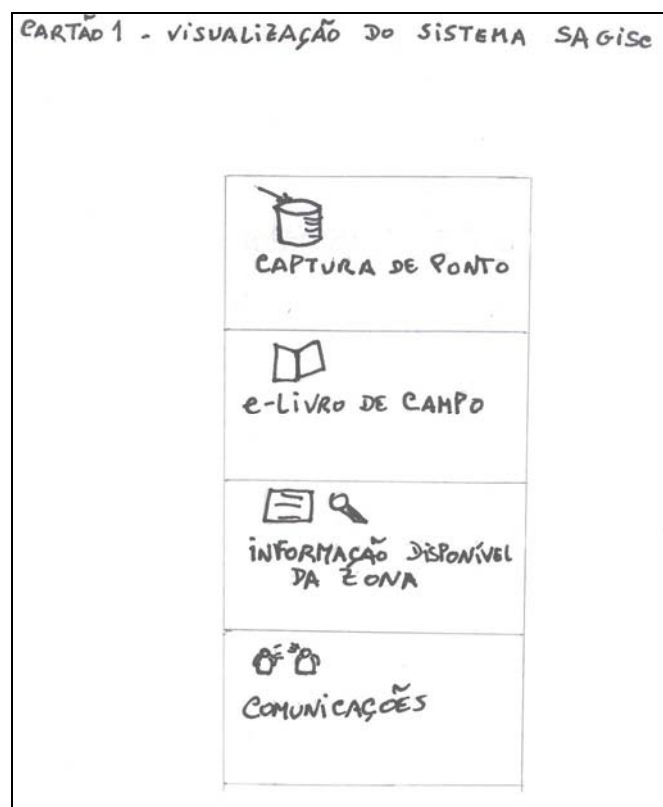 CARTÃO 1 - VISUALIZAÇÃO DO SISTEMA SAGISC
CAPTURA DE PONTO
e-LIVRO DE CAMPO
INFORMAÇÃO DISPONÍVEL
DA ZONA
COMUNICAÇÕES